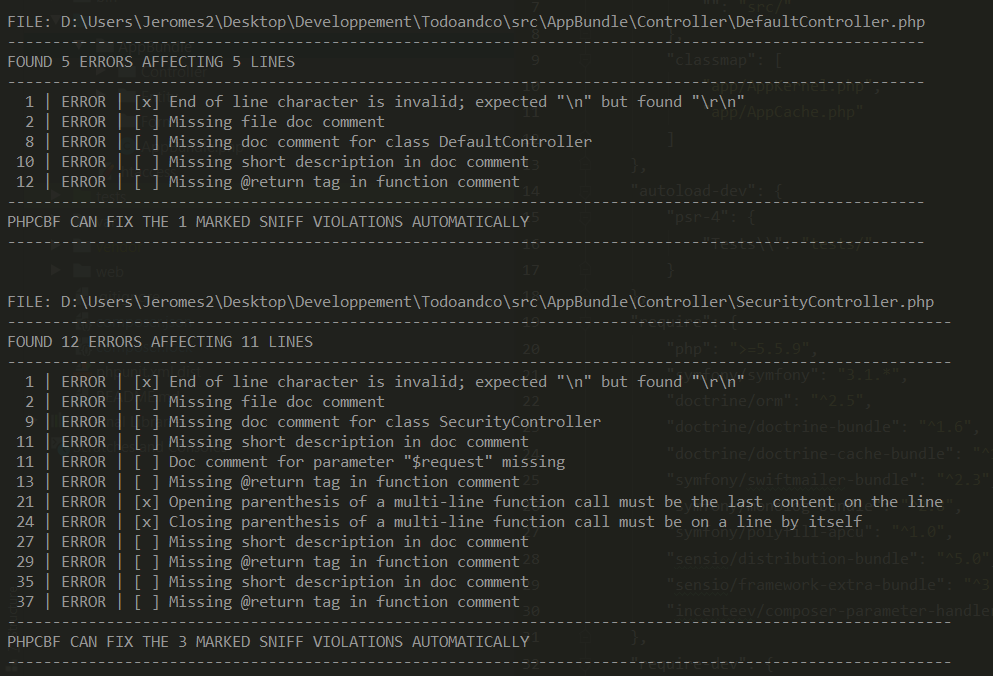 FILE: D:\Users\Jeromes2\Desktop\Developpement\Todoandco\src\AppBundle\Controller\DefaultController.php
------------------------------------------------------------------------------------------------------
FOUND 5 ERRORS AFFECTING 5 LINES
------------------------------------------------------------------------------------------------------
1 | ERROR | [x] End of line character is invalid; expected "\n" but found "\r\n"
2 | ERROR | [ ] Missing file doc comment
8 | ERROR | [ ] Missing doc comment for class DefaultController
10 | ERROR | [ ] Missing short description in doc comment
12 | ERROR | [ ] Missing @return tag in function comment
------------------------------------------------------------------------------------------------------
PHPCBF CAN FIX THE 1 MARKED SNIFF VIOLATIONS AUTOMATICALLY
------------------------------------------------------------------------------------------------------
FILE: D:\Users\Jeromes2\Desktop\Developpement\Todoandco\src\AppBundle\Controller\SecurityController.php
---------------------------------------------------------------------------------------------------------
FOUND 12 ERRORS AFFECTING 11 LINES
---------------------------------------------------------------------------------------------------------
1 | ERROR | [x] End of line character is invalid; expected "\n" but found "\r\n"
2 | ERROR | [ ] Missing file doc comment
9 | ERROR | [ ] Missing doc comment for class SecurityController
11 | ERROR | [ ] Missing short description in doc comment
11 | ERROR | [ ] Doc comment for parameter "$request" missing
13 | ERROR | [ ] Missing @return tag in function comment
21 | ERROR | [x] Opening parenthesis of a multi-line function call must be the last content on the line
24 | ERROR | [x] Closing parenthesis of a multi-line function call must be on a line by itself
27 | ERROR | [ ] Missing short description in doc comment
29 | ERROR | [ ] Missing @return tag in function comment
35 | ERROR | [ ] Missing short description in doc comment
37 | ERROR | [ ] Missing @return tag in function comment
---------------------------------------------------------------------------------------------------------
PHPCBF CAN FIX THE 3 MARKED SNIFF VIOLATIONS AUTOMATICALLY
---------------------------------------------------------------------------------------------------------